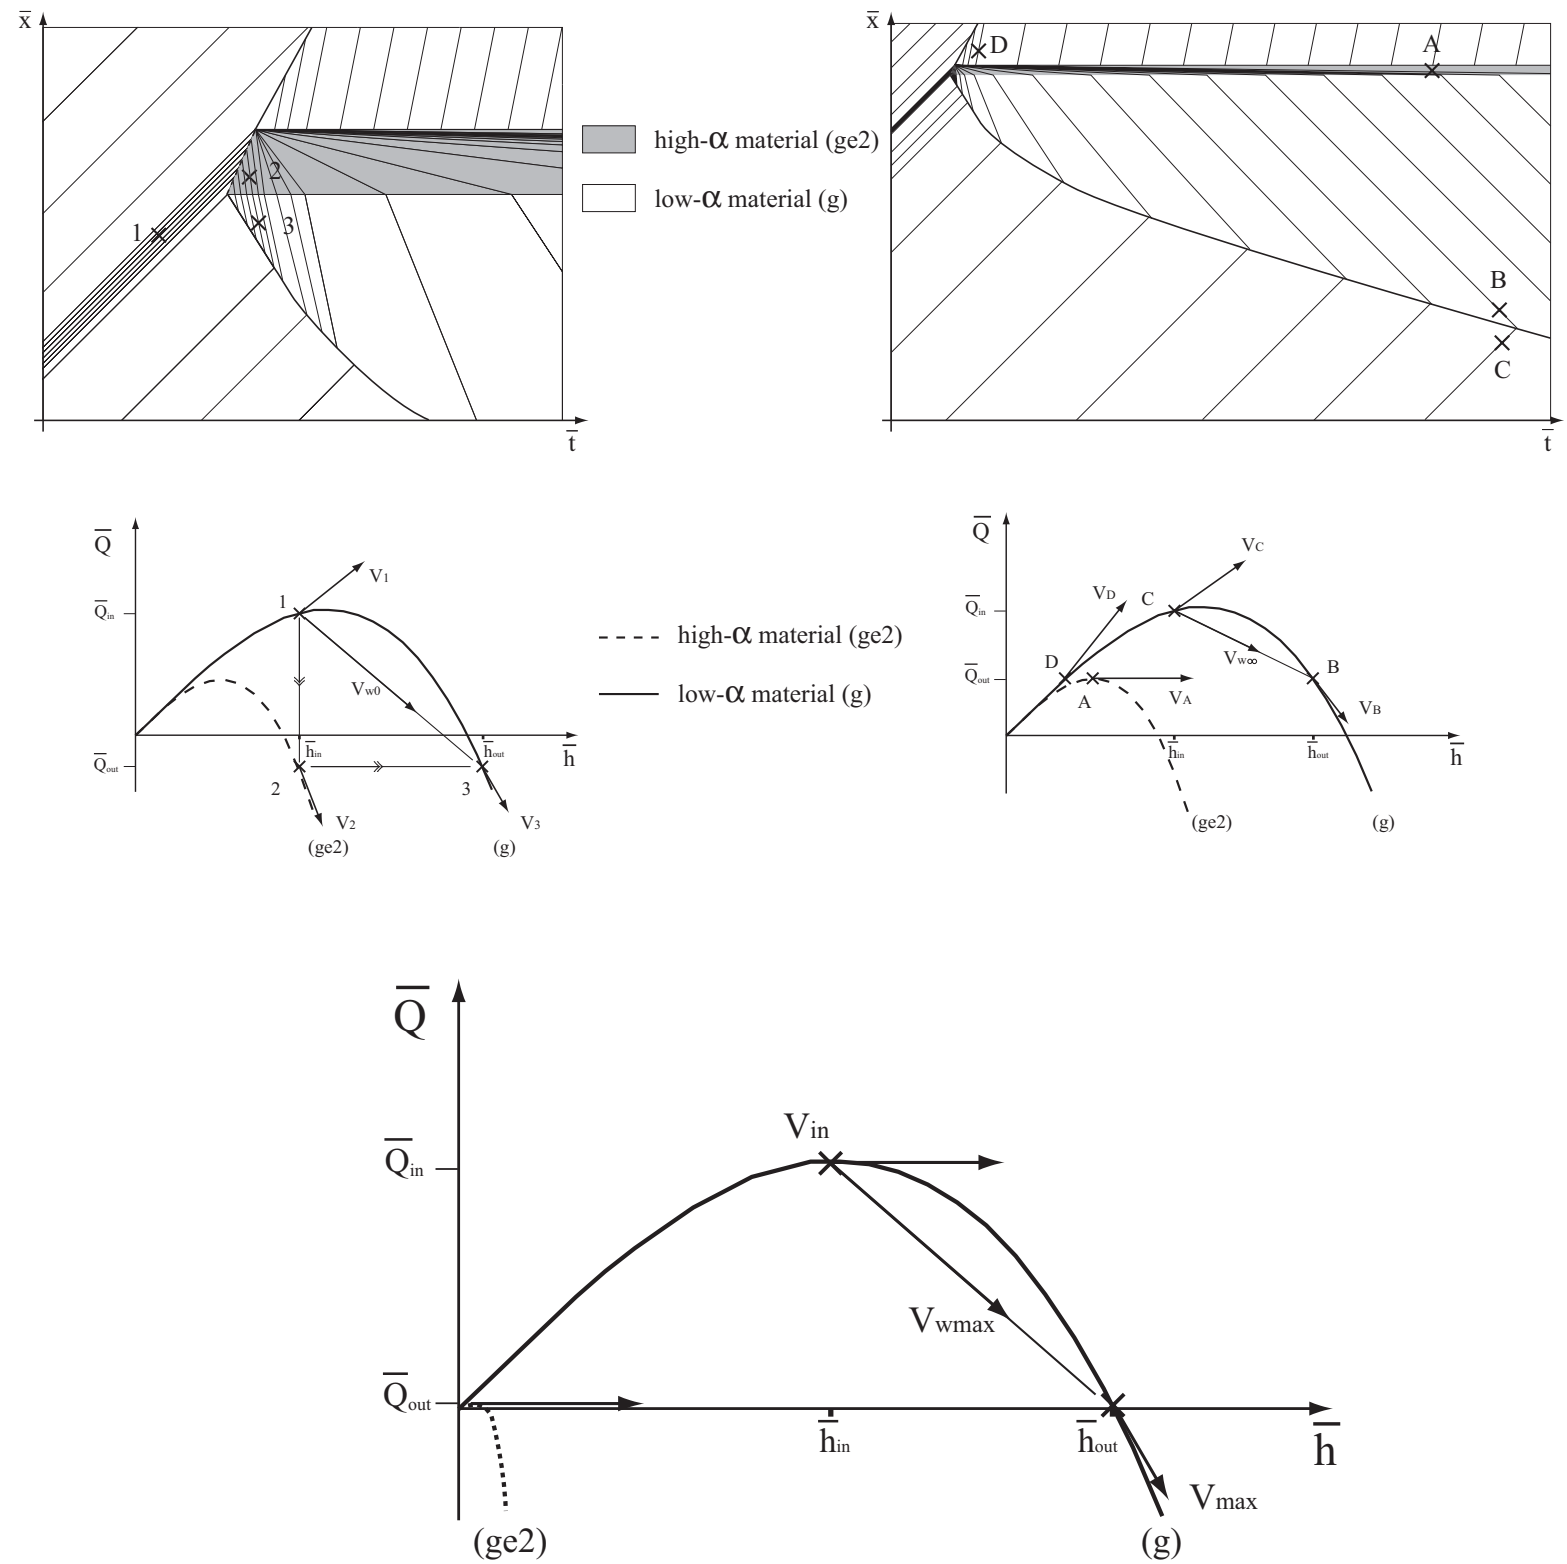 x̅
1
2
3
t̅
high-α material (ge2)
low-α material (g)
x̅
D
A
B
C
t̅
Q̅
Q̅in
Q̅out
1
V1
Vw0
h̅in
h̅out
h̅
2
3
V2
V3
(ge2)
(g)
high-α material (ge2)
low-α material (g)
Q̅
Q̅in
Q̅out
VC
VD
C
D
Vw∞
B
A
VA
VB
h̅in
h̅out
h̅
(ge2)
(g)
Q̅
Vin
Q̅in
Vwmax
Q̅out
h̅in
h̅out
h̅
Vmax
(ge2)
(g)